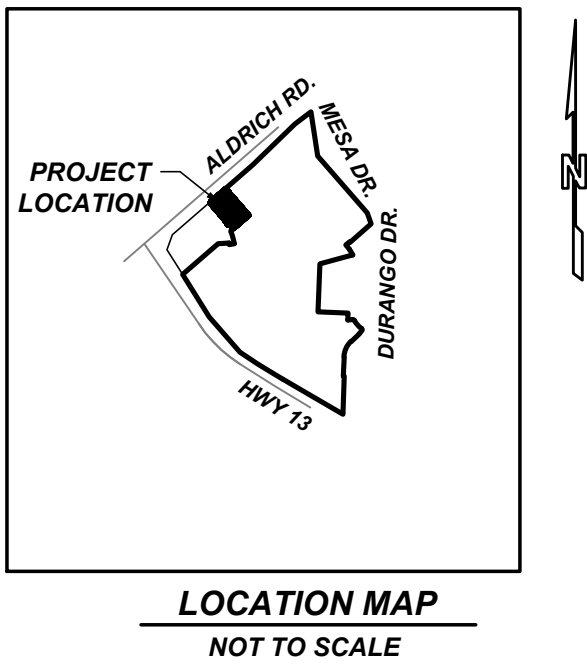 ALDRICH RD.
MESA DR.
PROJECT
LOCATION
DURANGO DR.
HWY 13
N
LOCATION MAP
NOT TO SCALE